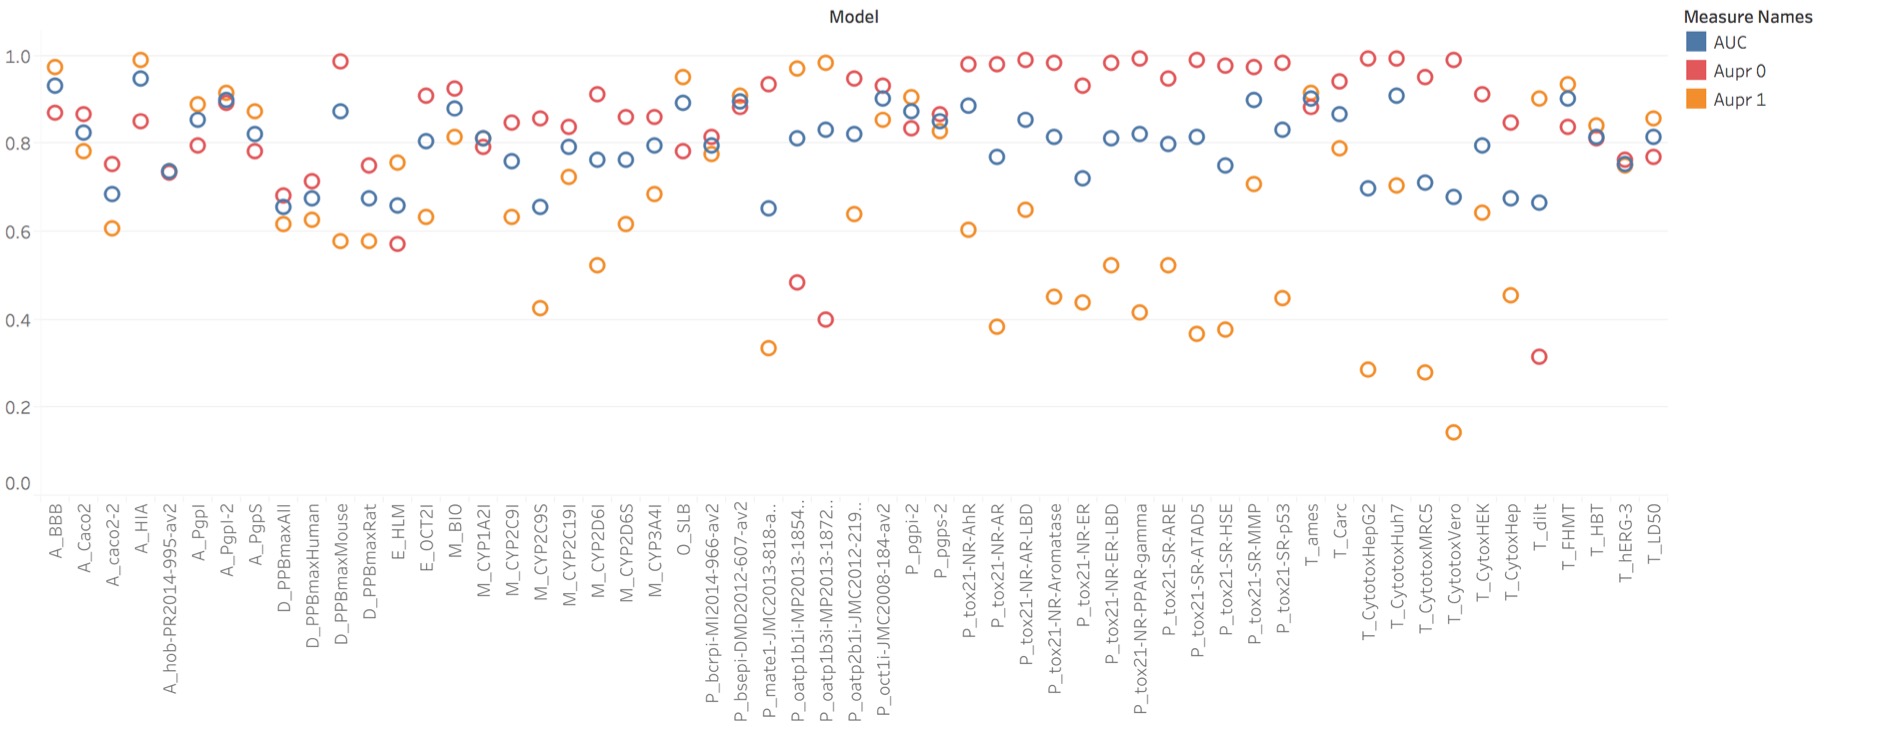 Model
Measure Names
AUC
Aupr 0
Aupr 1
1.0
0.8
0.6
0.4
0.2
0.0
A_BBB
A_Caco2
A_caco2-2
A_HIA
A_hob-PR2014-995-av2
A_PgpI
A_PgpI-2
A_PgpS
D_PPBmaxAll
D_PPBmaxHuman
D_PPBmaxMouse
D_PPBmaxRat
E_HLM
E_OCT2I
M_BIO
M_CYP1A2I
M_CYP2C9I
M_CYP2C9S
M_CYP2C19I
M_CYP2D6I
M_CYP2D6S
M_CYP3A4I
O_SLB
P_bcrpi-MI2014-966-av2
P_bsepi-DMD2012-607-av2
P_mate1-JMC2013-818-a..
P_oatp1b1i-MP2013-1854..
P_oatp1b3i-MP2013-1872..
P_oatp2b1i-JMC2012-219..
P_oct1i-JMC2008-184-av2
P_pgpi-2
P_pgps-2
P_tox21-NR-AhR
P_tox21-NR-AR
P_tox21-NR-AR-LBD
P_tox21-NR-Aromatase
P_tox21-NR-ER
P_tox21-NR-ER-LBD
P_tox21-NR-PPAR-gamma
P_tox21-SR-ARE
P_tox21-SR-ATAD5
P_tox21-SR-HSE
P_tox21-SR-MMP
P_tox21-SR-p53
T_ames
T_Carc
T_CytotoxHepG2
T_CytotoxHuh7
T_CytotoxMRC5
T_CytotoxVero
T_CytoxHEK
T_CytoxHep
T_dilt
T_FHMT
T_HBT
T_hERG-3
T_LD50